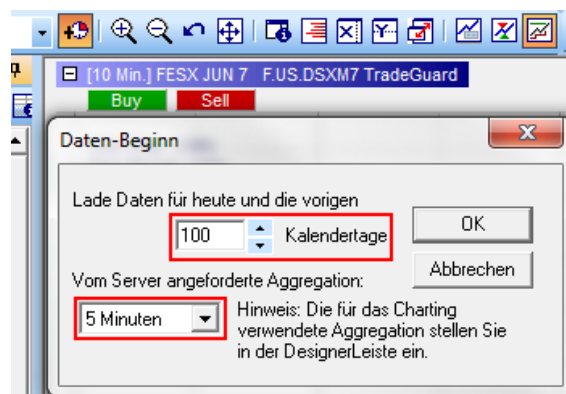 [10 Min.] FESX JUN 7 F.US.DSXM7 TradeGuard
Buy Sell
Daten-Beginn
Lade Daten für heute und die vorigen
100 Kalendertage
OK
Vom Server angeforderte Aggregation:
Abbrechen
5 Minuten
Hinweis: Die für das Charting
verwendete Aggregation stellen Sie
in der DesignerLeiste ein.